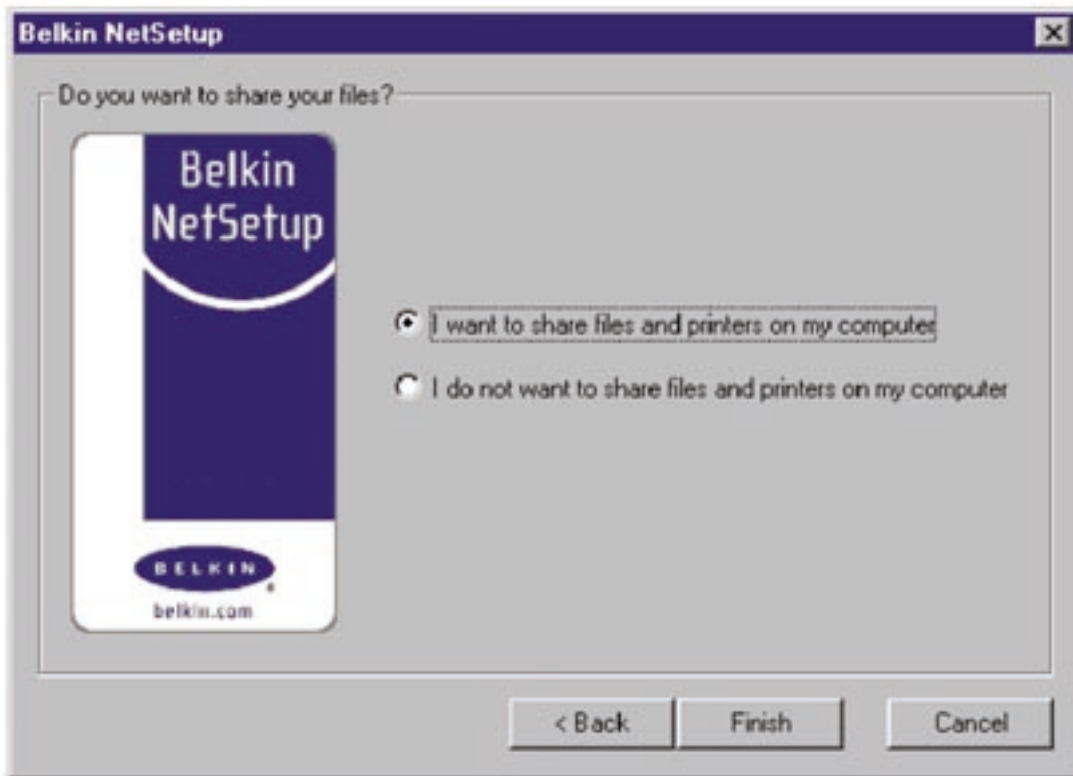 Belkin NetSetup
Do you want to share your files?
Belkin
NetSetup
I want to share files and printers on my computer
I do not want to share files and printers on my computer
BELKIN
belkin.com
< Back
Finish
Cancel